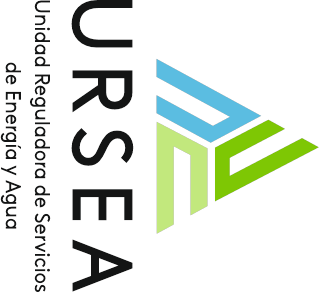 URSEA
Unidad Reguladora de Servicios
de Energía y Agua